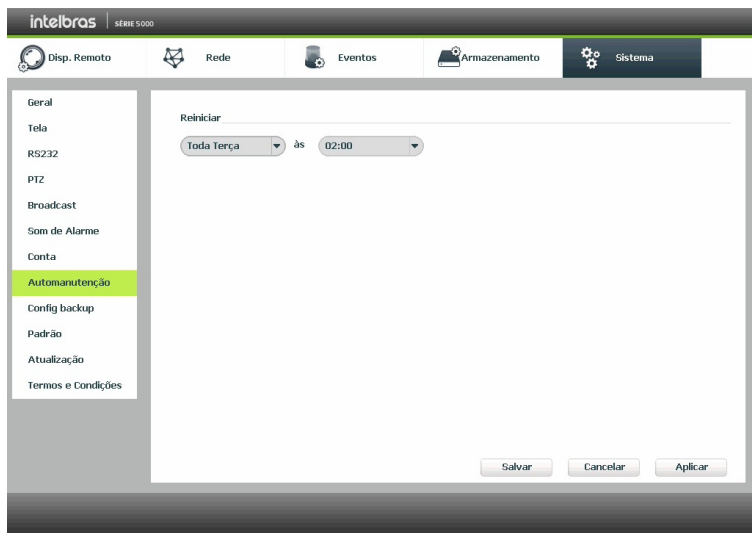 intelbras SÉRIE 5000
Disp. Remoto Rede Eventos Armazenamento Sistema
Geral
Tela
RS232
PTZ
Broadcast
Som de Alarme
Conta
Automanutenção
Config backup
Padrão
Atualização
Termos e Condições
Reiniciar
Toda Terça às 02:00
Salvar Cancelar Aplicar